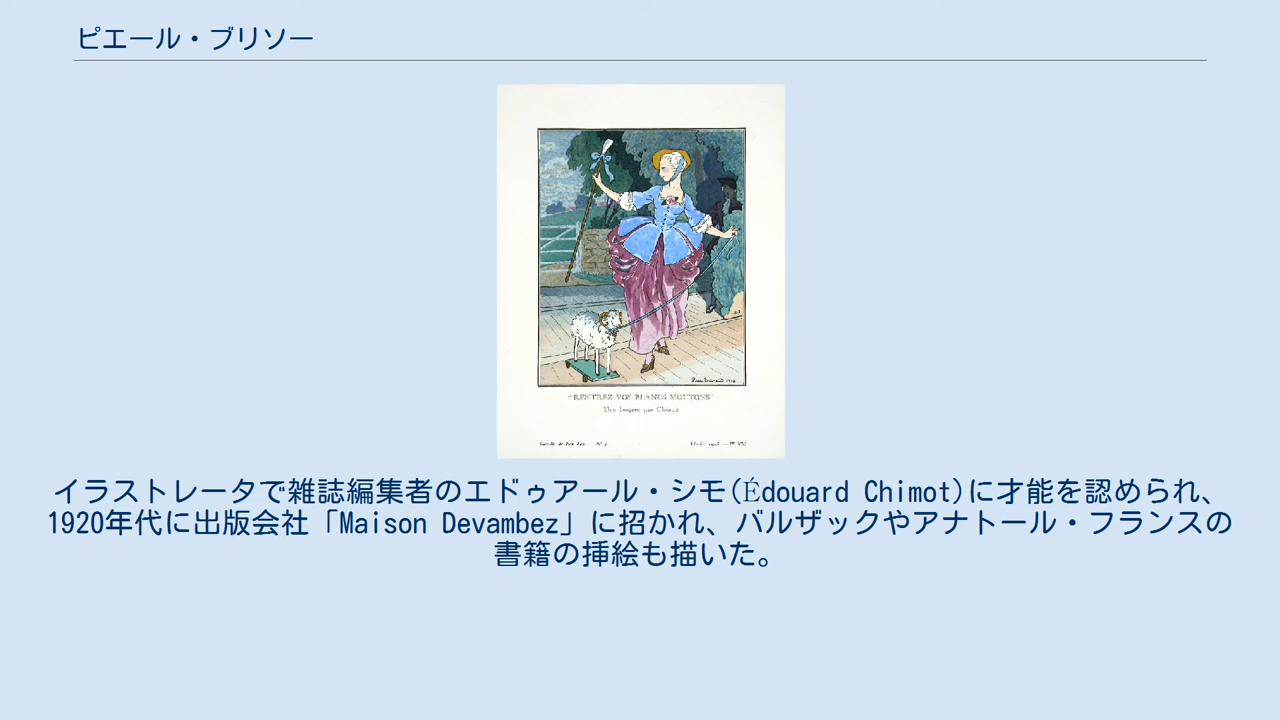 ピエール・ブリソー
"RENTREZ VOS BLANCS MOUTONS"
イラストレータで雑誌編集者のエドゥアール・シモ(Édouard Chimot)に才能を認められ、
1920年代に出版会社「Maison Devambez」に招かれ、バルザックやアナトール・フランスの
書籍の挿絵も描いた。